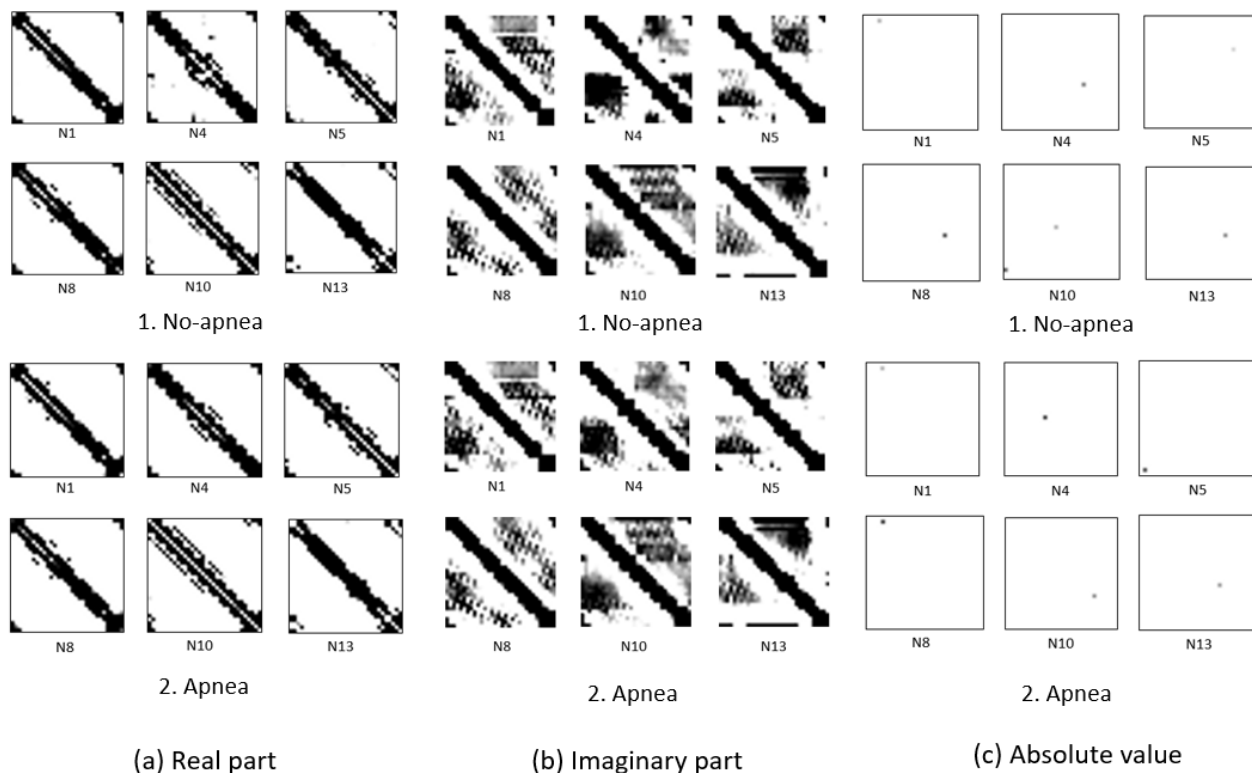 N1 N4 N5
N8 N10 N13
1. No-apnea
N1 N4 N5
N8 N10 N13
2. Apnea
(a) Real part
N1 N4 N5
N8 N10 N13
1. No-apnea
N1 N4 N5
N8 N10 N13
2. Apnea
(b) Imaginary part
N1 N4 N5
N8 N10 N13
1. No-apnea
N1 N4 N5
N8 N10 N13
2. Apnea
(c) Absolute value